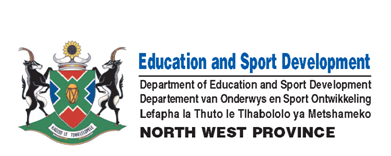 Education and Sport Development
Department of Education and Sport Development
Departement van Onderwys en Sport Ontwikkeling
Lefapha la Thuto le Tlhabololo ya Metshameko
NORTH WEST PROVINCE